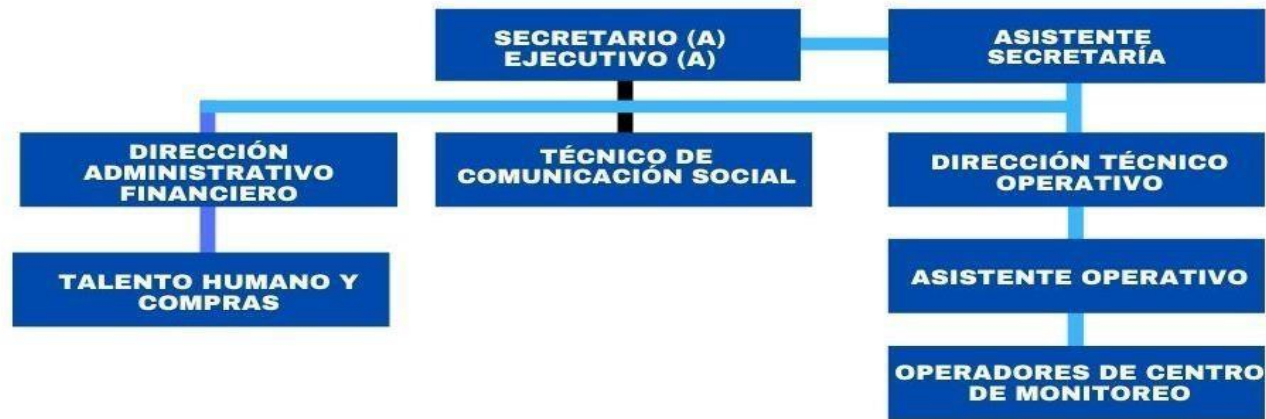 SECRETARIO (A)
EJECUTIVO (A)
ASISTENTE
SECRETARÍA
DIRECCIÓN
ADMINISTRATIVO
FINANCIERO
TÉCNICO DE
COMUNICACIÓN SOCIAL
DIRECCIÓN TÉCNICO
OPERATIVO
TALENTO HUMANO Y
COMPRAS
ASISTENTE OPERATIVO
OPERADORES DE CENTRO
DE MONITOREO